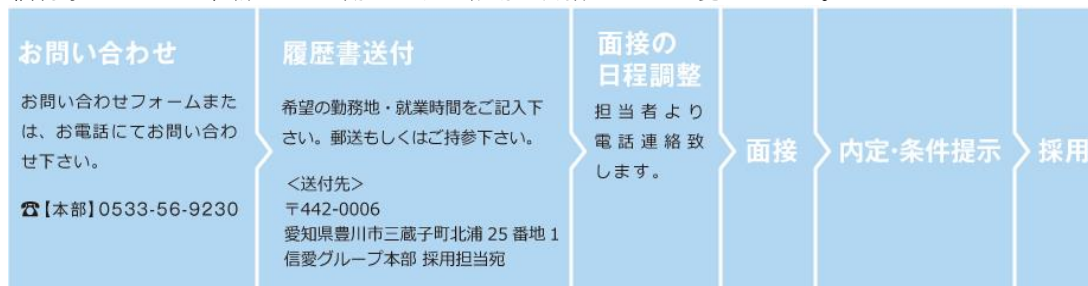 お問い合わせ
お問い合わせフォームまた
は、お電話にてお問い合わ
せ下さい。
☎【本部】0533-56-9230
履歴書送付
希望の勤務地・就業時間をご記入下
さい。郵送もしくはご持参下さい。
＜送付先＞
〒442-0006
愛知県豊川市三蔵子町北浦 25 番地 1
信愛グループ本部 採用担当宛
面接の
日程調整
担当者より
電話連絡致
します。
面接
内定・条件提示
採用